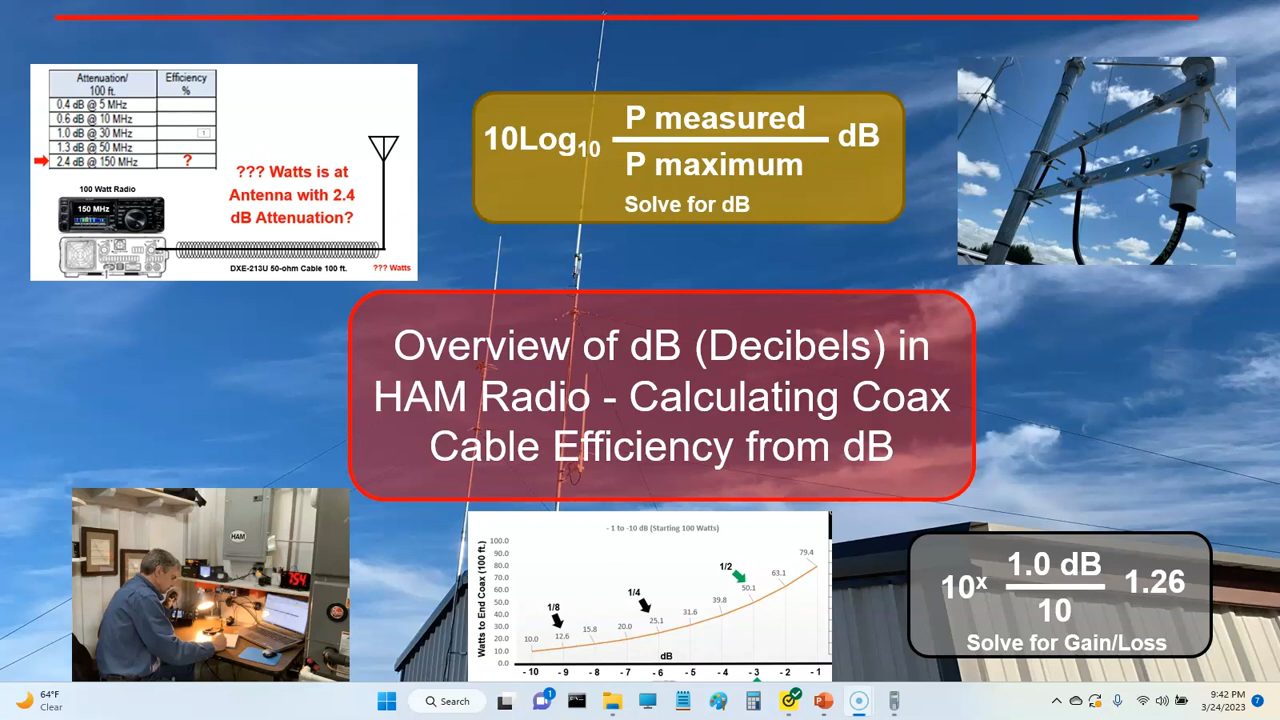 Attenuation/
100 ft.
Efficiency
%
0.4 dB @ 5 MHz
0.6 dB @ 10 MHz
1.0 dB @ 30 MHz
1
1.3 dB @ 50 MHz
2.4 dB @ 150 MHz
?
??? Watts is at
Antenna with 2.4
dB Attenuation?
100 Watt Radio
150 MHz
DXE-213U 50-ohm Cable 100 ft.
??? Watts
10Log10
P measured
P maximum
dB
Solve for dB
Overview of dB (Decibels) in
HAM Radio - Calculating Coax
Cable Efficiency from dB
HAM
754
- 1 to -10 dB (Starting 100 Watts)
Watts to End Coax (100 ft.)
100.0
90.0
80.0
70.0
60.0
50.0
40.0
30.0
20.0
10.0
0.0
1/8
1/4
1/2
10.0
12.6
15.8
20.0
25.1
31.6
39.8
50.1
63.1
79.4
dB
- 10
- 9
- 8
- 7
- 6
- 5
- 4
- 3
- 2
- 1
10x
1.0 dB
10
1.26
Solve for Gain/Loss
64°F
Clear
Search
1
9:42 PM
3/24/2023
7